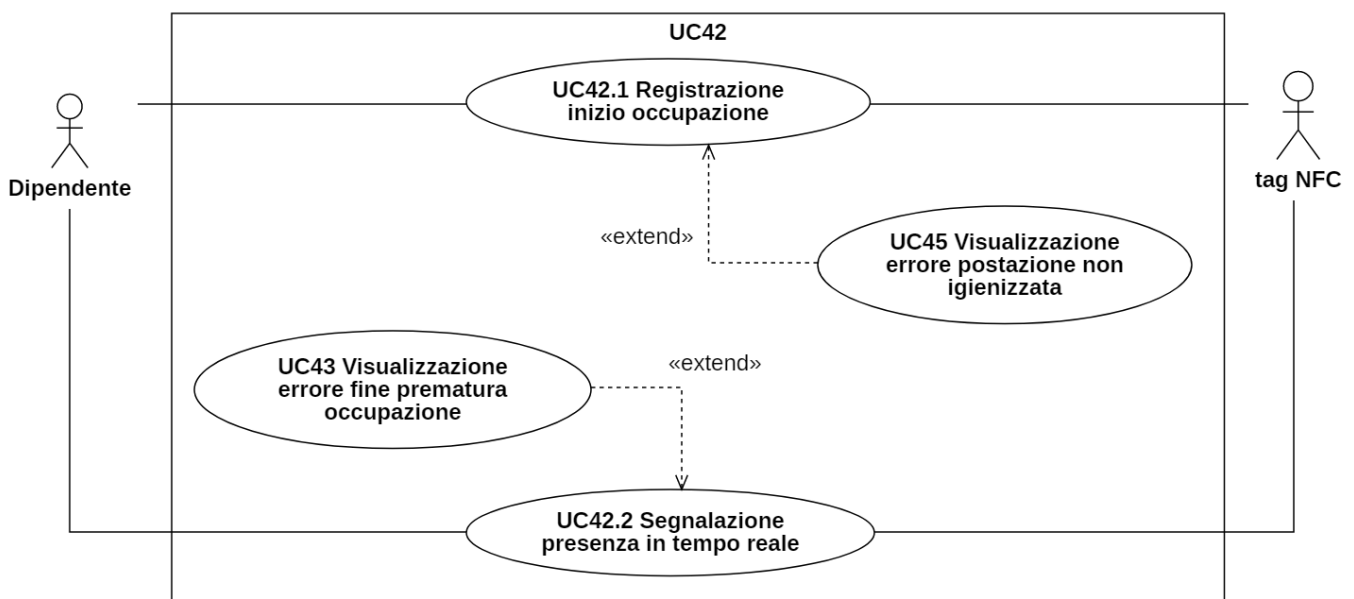 UC42
UC42.1 Registrazione
inizio occupazione
Dipendente
tag NFC
«extend»
UC45 Visualizzazione
errore postazione non
igienizzata
UC43 Visualizzazione
errore fine prematura
occupazione
«extend»
UC42.2 Segnalazione
presenza in tempo reale